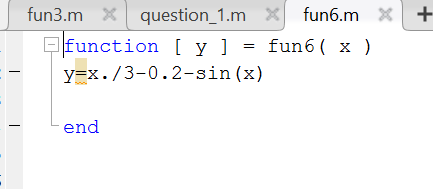 fun3.m question_1.m fun6.m
function [ y ] = fun6( x )
y=x./3-0.2-sin(x)
end